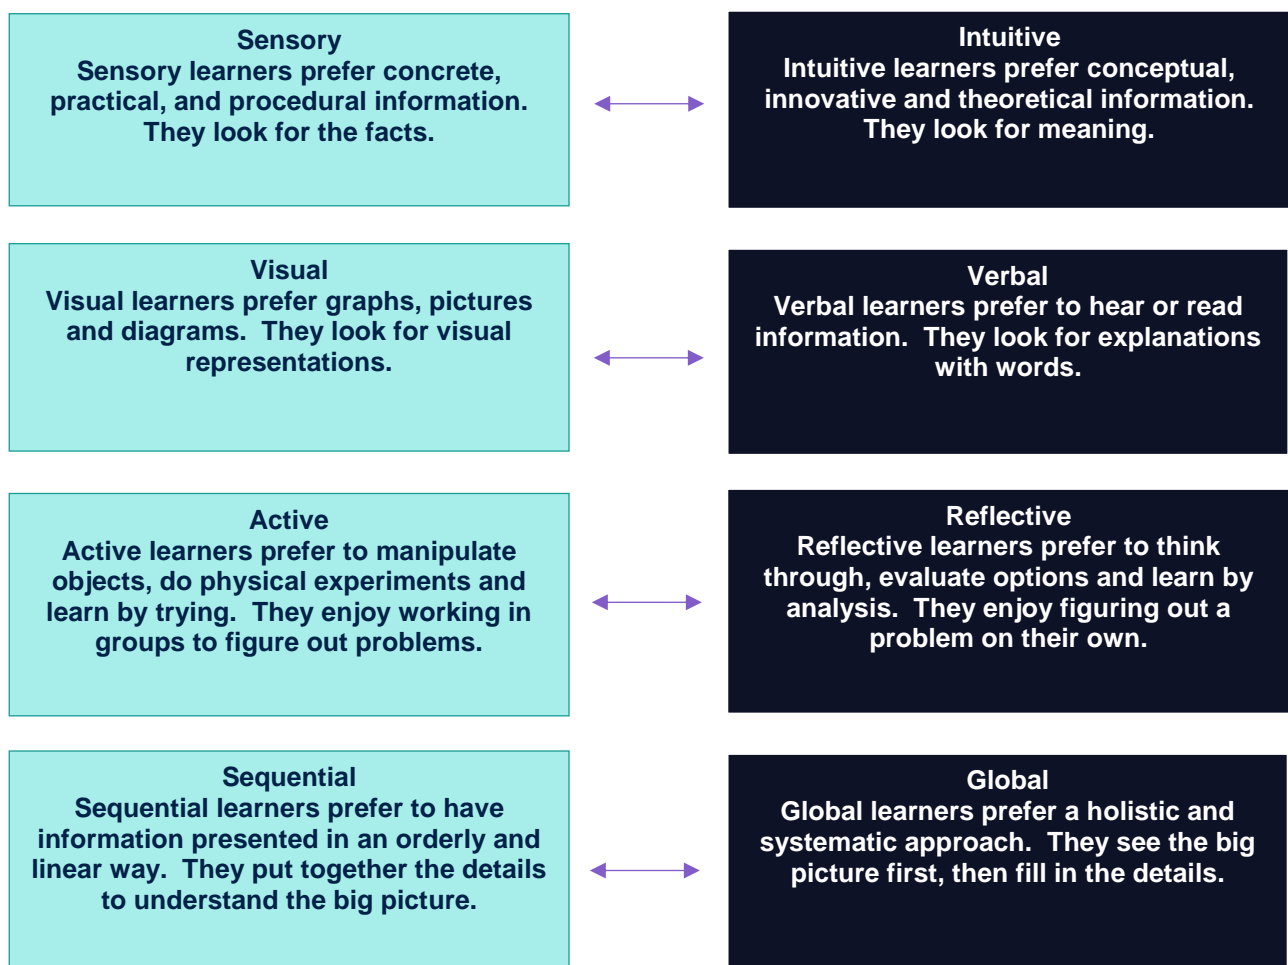 Sensory
Sensory learners prefer concrete,
practical, and procedural information.
They look for the facts.
Intuitive
Intuitive learners prefer conceptual,
innovative and theoretical information.
They look for meaning.
Visual
Visual learners prefer graphs, pictures
and diagrams.  They look for visual
representations.
Verbal
Verbal learners prefer to hear or read
information.  They look for explanations
with words.
Active
Active learners prefer to manipulate
objects, do physical experiments and
learn by trying.  They enjoy working in
groups to figure out problems.
Reflective
Reflective learners prefer to think
through, evaluate options and learn by
analysis.  They enjoy figuring out a
problem on their own.
Sequential
Sequential learners prefer to have
information presented in an orderly and
linear way.  They put together the details
to understand the big picture.
Global
Global learners prefer a holistic and
systematic approach.  They see the big
picture first, then fill in the details.